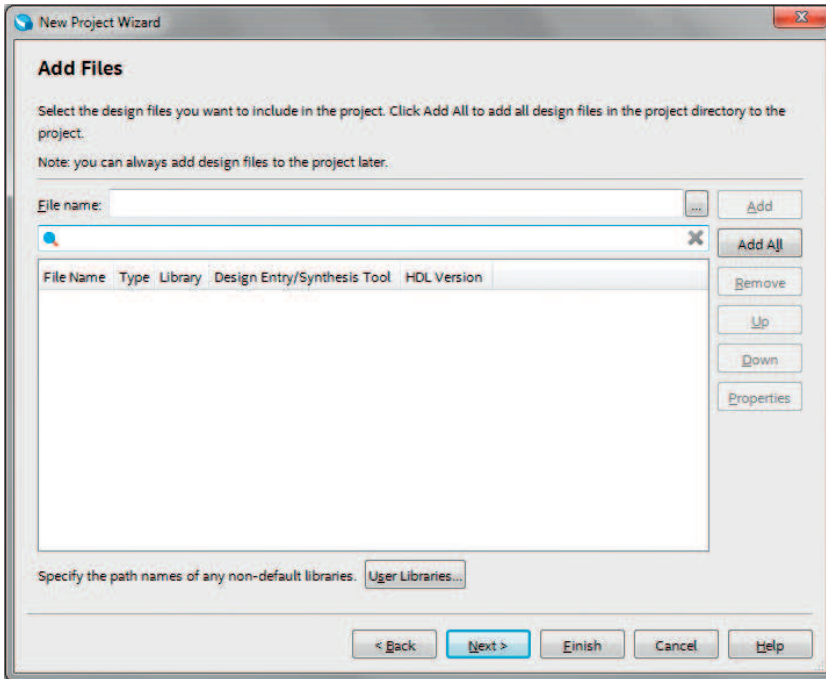 New Project Wizard
Add Files
Select the design files you want to include in the project. Click Add All to add all design files in the project directory to the
project.
Note: you can always add design files to the project later.
File name:
...
Add
Add All
File Name Type Library Design Entry/Synthesis Tool HDL Version
Remove
Up
Down
Properties
Specify the path names of any non-default libraries. User Libraries...
< Back Next > Finish Cancel Help